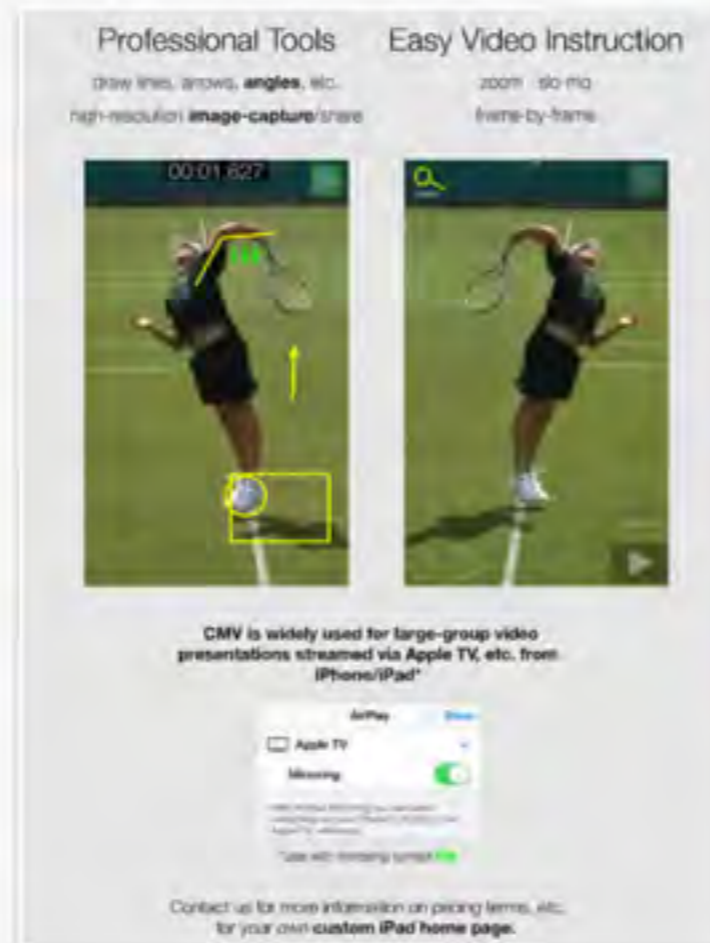 Professional Tools
draw lines, arrows, angles, etc.
high-resolution image-capture/share
Easy Video Instruction
zoom slo-mo
frame-by-frame
00:01.627
CMV is widely used for large-group video
presentations streamed via Apple TV, etc. from
iPhone/iPad*
AirPlay Done
Apple TV
Mirroring
Contact us for more information on pricing terms, etc.
for your own custom iPad home page.